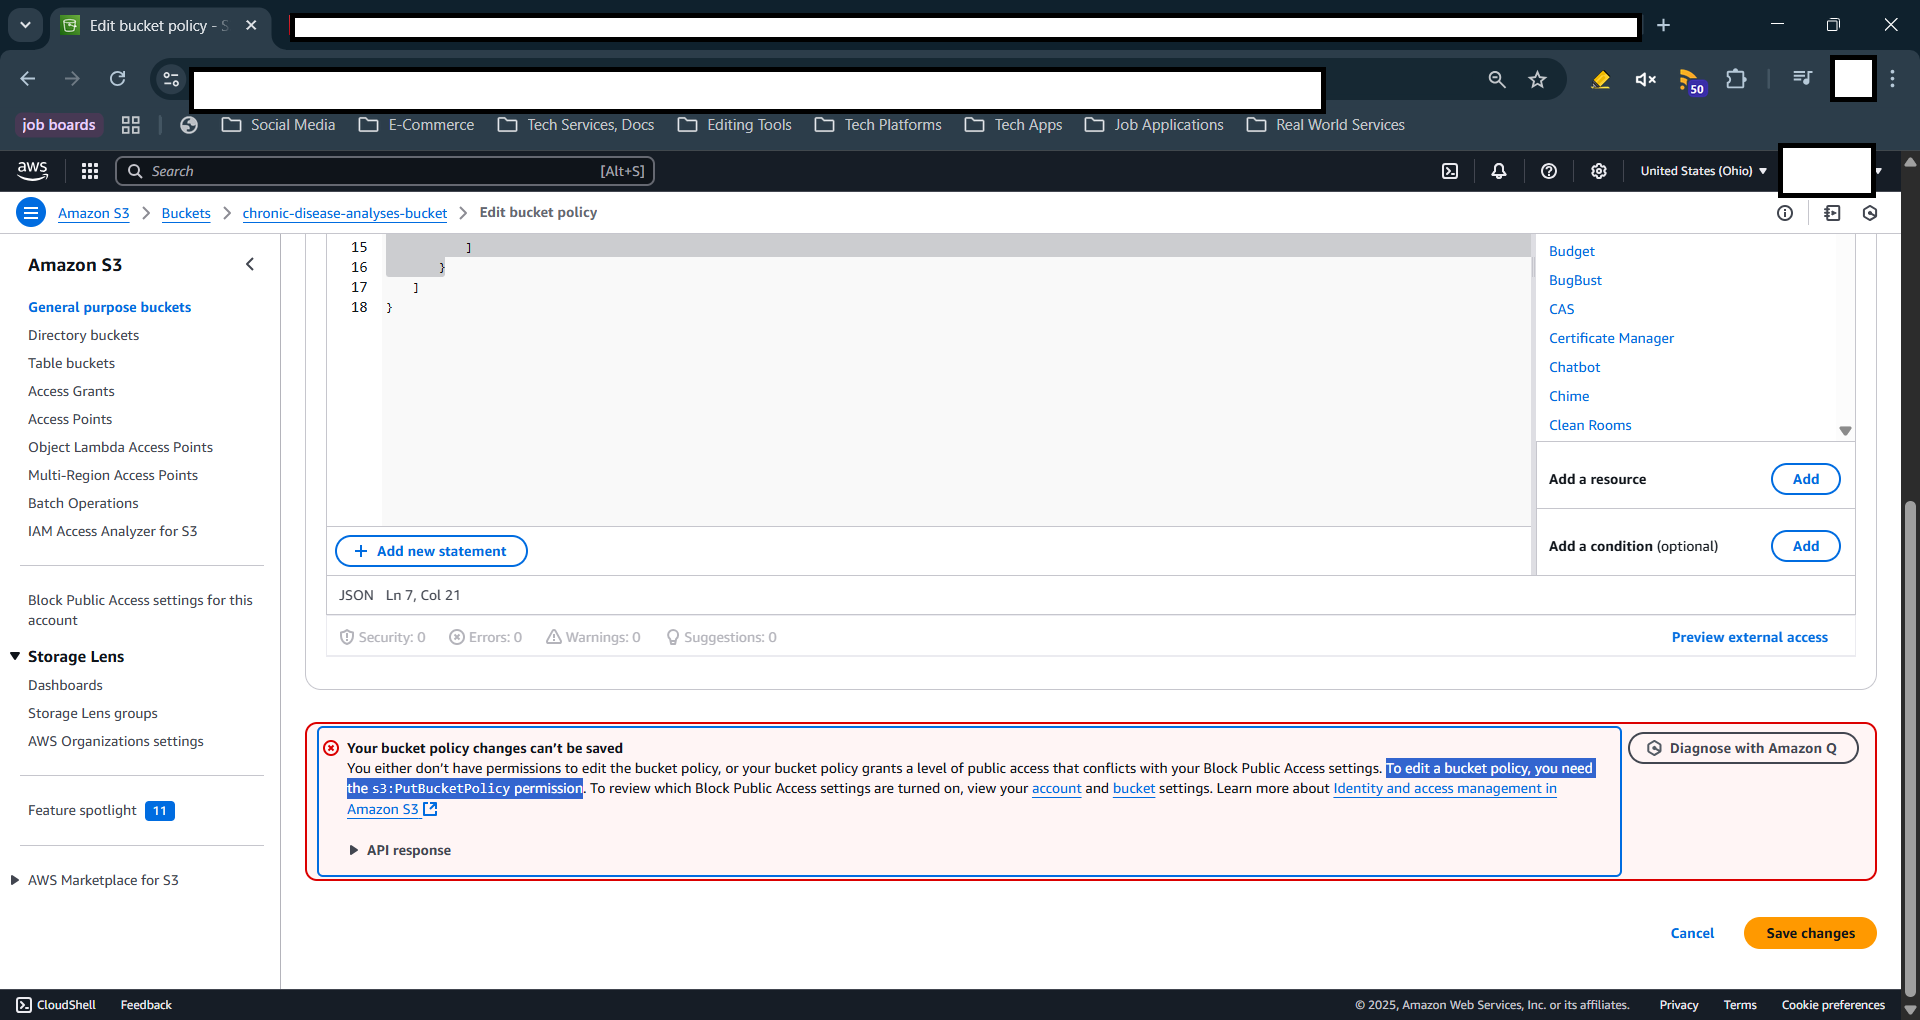 Edit bucket policy - S
job boards
Social Media
E-Commerce
Tech Services, Docs
Editing Tools
Tech Platforms
Tech Apps
Job Applications
Real World Services
50
aws
Search
[Alt+S]
United States (Ohio)
Amazon S3
Buckets
chronic-disease-analyses-bucket
Edit bucket policy
Amazon S3
General purpose buckets
Directory buckets
Table buckets
Access Grants
Access Points
Object Lambda Access Points
Multi-Region Access Points
Batch Operations
IAM Access Analyzer for S3
Block Public Access settings for this
account
Storage Lens
Dashboards
Storage Lens groups
AWS Organizations settings
Feature spotlight 11
AWS Marketplace for S3
15 ]
16 }
17 ]
18 }
Budget
BugBust
CAS
Certificate Manager
Chatbot
Chime
Clean Rooms
Add a resource
Add
Add a condition (optional)
Add
+ Add new statement
JSON Ln 7, Col 21
Security: 0
Errors: 0
Warnings: 0
Suggestions: 0
Preview external access
Your bucket policy changes can’t be saved
You either don’t have permissions to edit the bucket policy, or your bucket policy grants a level of public access that conflicts with your Block Public Access settings. To edit a bucket policy, you need
the s3:PutBucketPolicy permission. To review which Block Public Access settings are turned on, view your account and bucket settings. Learn more about Identity and access management in
Amazon S3
API response
Diagnose with Amazon Q
Cancel
Save changes
CloudShell
Feedback
© 2025, Amazon Web Services, Inc. or its affiliates.
Privacy
Terms
Cookie preferences